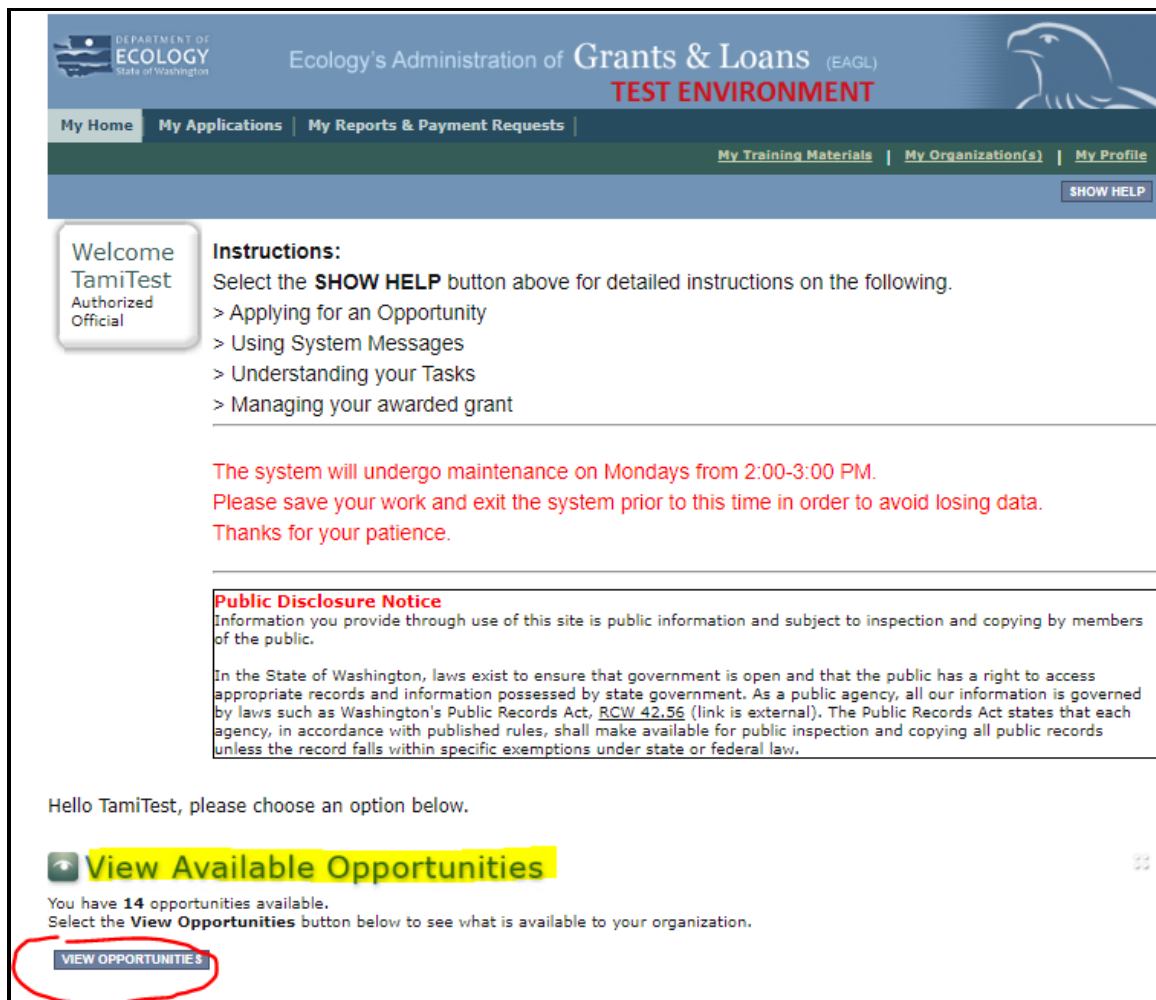 DEPARTMENT OF
ECOLOGY
State of Washington
Ecology's Administration of Grants & Loans (EAGL)
TEST ENVIRONMENT
My Home | My Applications | My Reports & Payment Requests |
My Training Materials | My Organization(s) | My Profile
SHOW HELP
Welcome
TamiTest
Authorized
Official
Instructions:
Select the SHOW HELP button above for detailed instructions on the following.
> Applying for an Opportunity
> Using System Messages
> Understanding your Tasks
> Managing your awarded grant
The system will undergo maintenance on Mondays from 2:00-3:00 PM.
Please save your work and exit the system prior to this time in order to avoid losing data.
Thanks for your patience.
Public Disclosure Notice
Information you provide through use of this site is public information and subject to inspection and copying by members
of the public.
In the State of Washington, laws exist to ensure that government is open and that the public has a right to access
appropriate records and information possessed by state government. As a public agency, all our information is governed
by laws such as Washington's Public Records Act, RCW 42.56 (link is external). The Public Records Act states that each
agency, in accordance with published rules, shall make available for public inspection and copying all public records
unless the record falls within specific exemptions under state or federal law.
Hello TamiTest, please choose an option below.
View Available Opportunities
You have 14 opportunities available.
Select the View Opportunities button below to see what is available to your organization.
VIEW OPPORTUNITIES